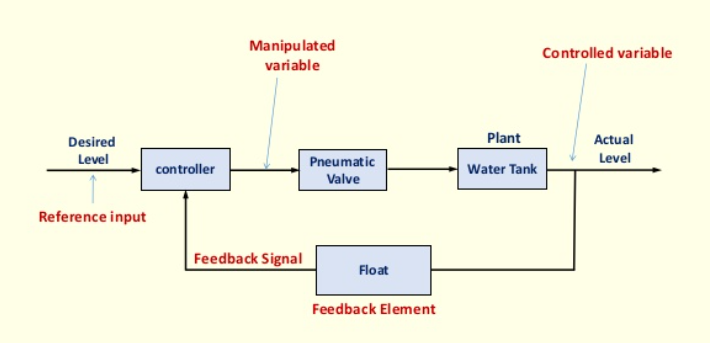 Manipulated
variable
Controlled variable
Desired
Level
controller
Pneumatic
Valve
Plant
Water Tank
Actual
Level
Reference input
Feedback Signal
Float
Feedback Element